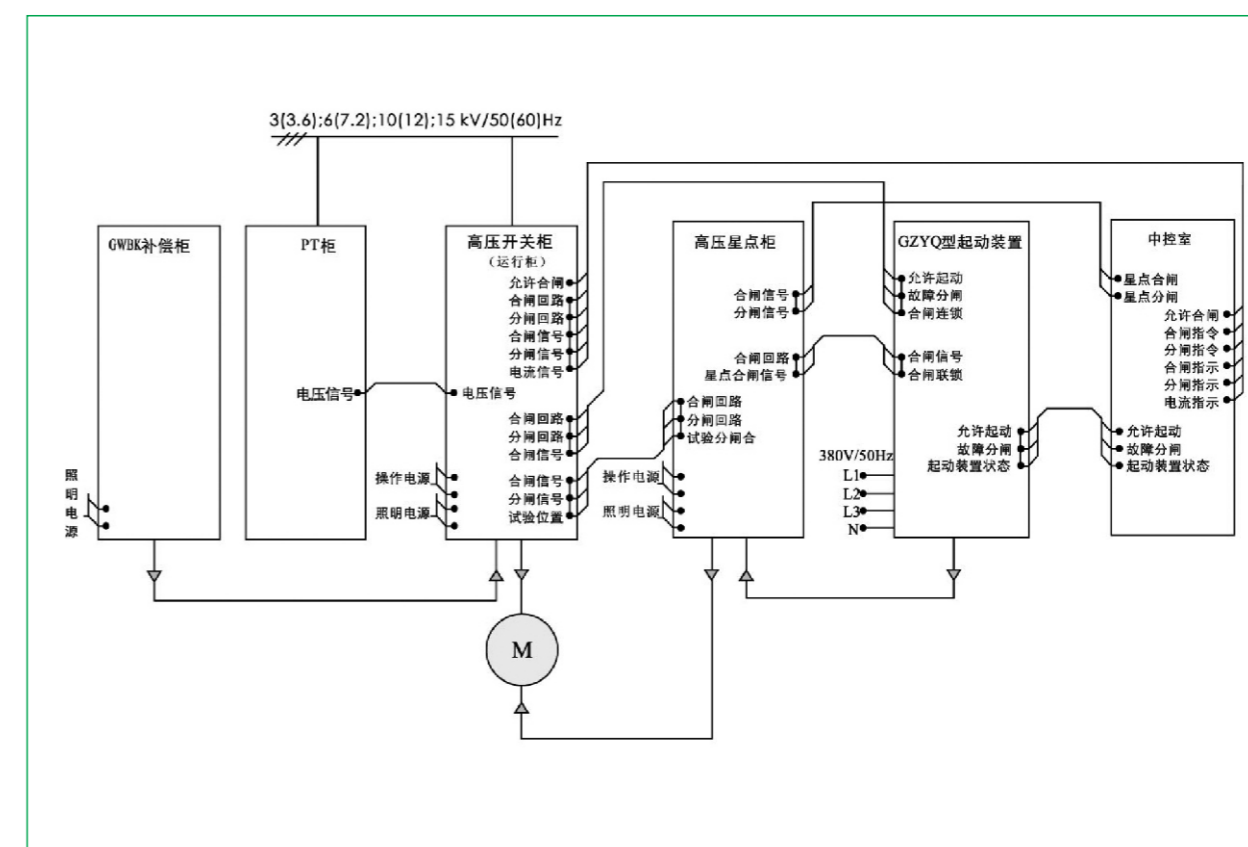 3(3.6);6(7.2);10(12);15 kV/50(60)Hz
GWBK补偿柜
照
明
电
源
PT柜
电压信号
高压开关柜
(运行柜)
允许合闸
合闸回路
分闸回路
合闸信号
分闸信号
电流信号
电压信号
合闸回路
分闸回路
合闸信号
操作电源
照明电源
合闸信号
分闸信号
试验位置
高压星点柜
合闸信号
分闸信号
合闸回路
星点合闸信号
合闸回路
分闸回路
试验分闸合
操作电源
照明电源
GZYQ型起动装置
允许起动
故障分闸
合闸连锁
合闸信号
合闸联锁
允许起动
故障分闸
起动装置状态
380V/50Hz
L1
L2
L3
N
中控室
星点合闸
星点分闸
允许合闸
合闸指令
分闸指令
合闸指示
分闸指示
电流指示
允许起动
故障分闸
起动装置状态
M